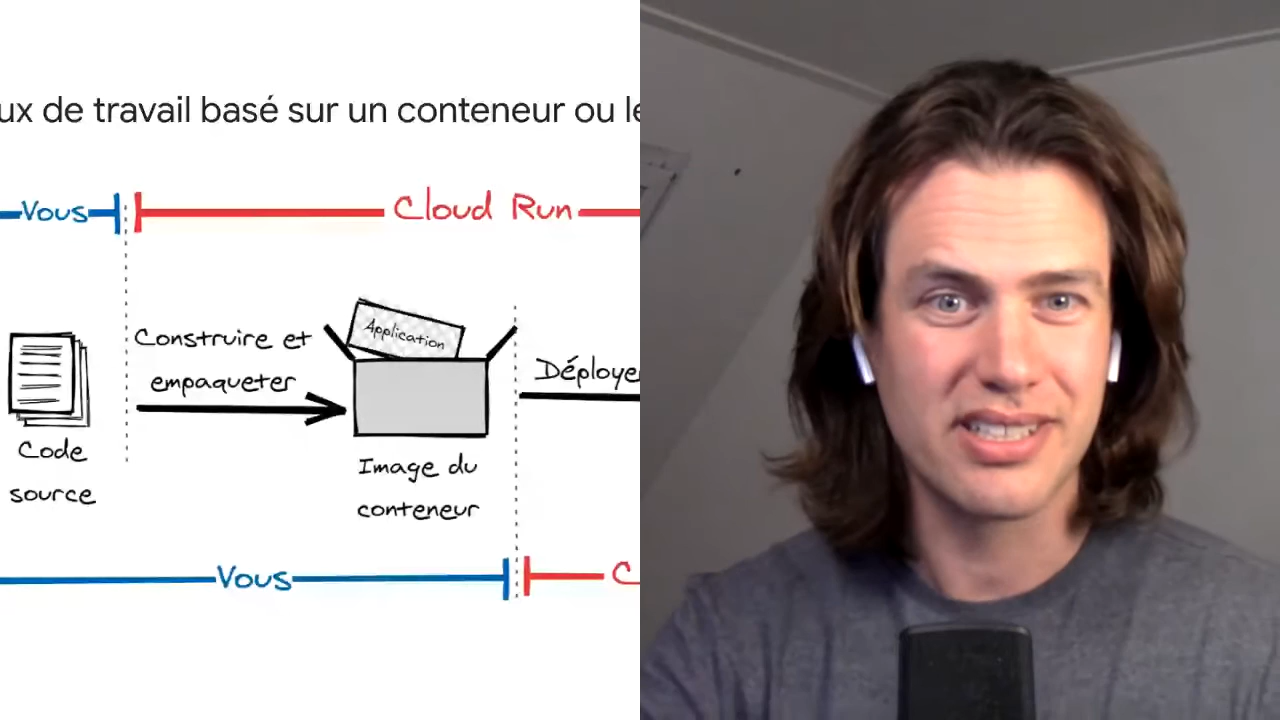 ux de travail basé sur un conteneur ou le
Vous
Cloud Run
Application
Construire et
empaqueter
Déployer
Code
source
Image du
conteneur
Vous
C